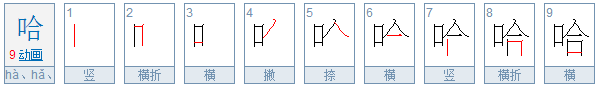 哈 1 2 3 4 5 6 7 8 9
9 动画
hà、hǎ、 竖 横折 横 撇 捺 横 竖 横折 横